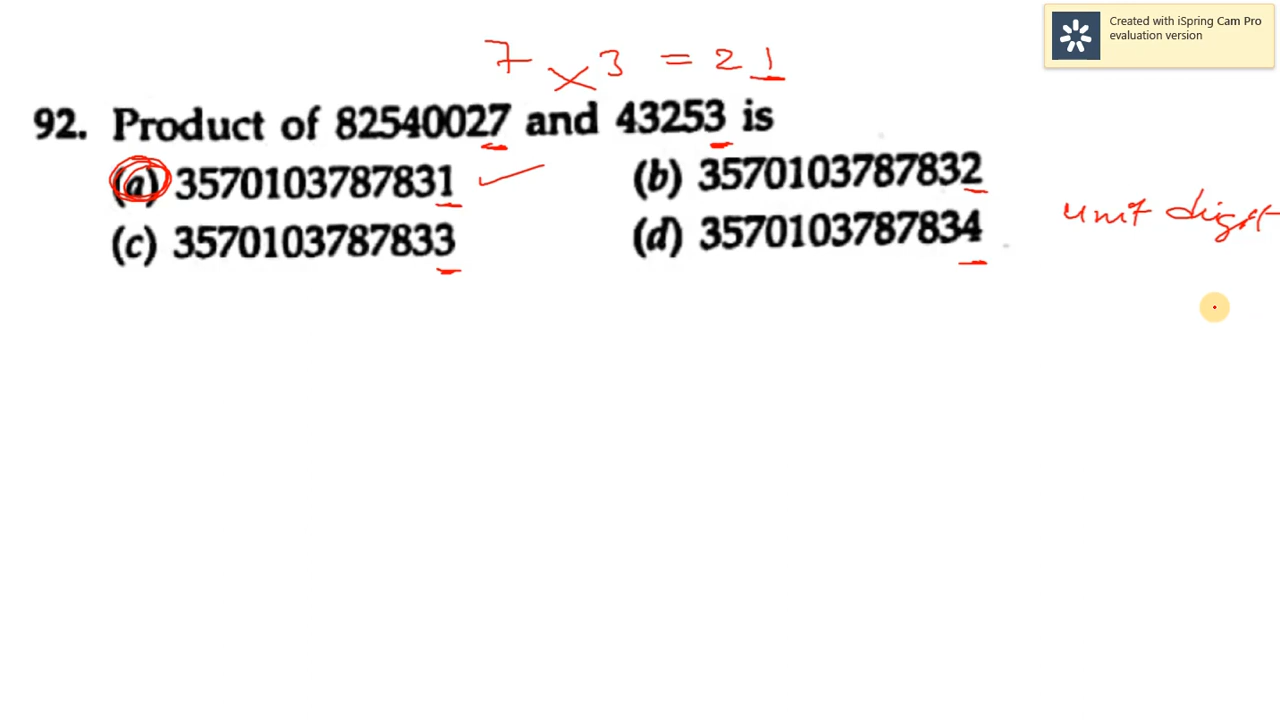 Created with iSpring Cam Pro
evaluation version
7 × 3 = 21
92. Product of 82540027 and 43253 is
(a) 3570103787831 ✓
(b) 3570103787832
(c) 3570103787833
(d) 3570103787834
unit digit